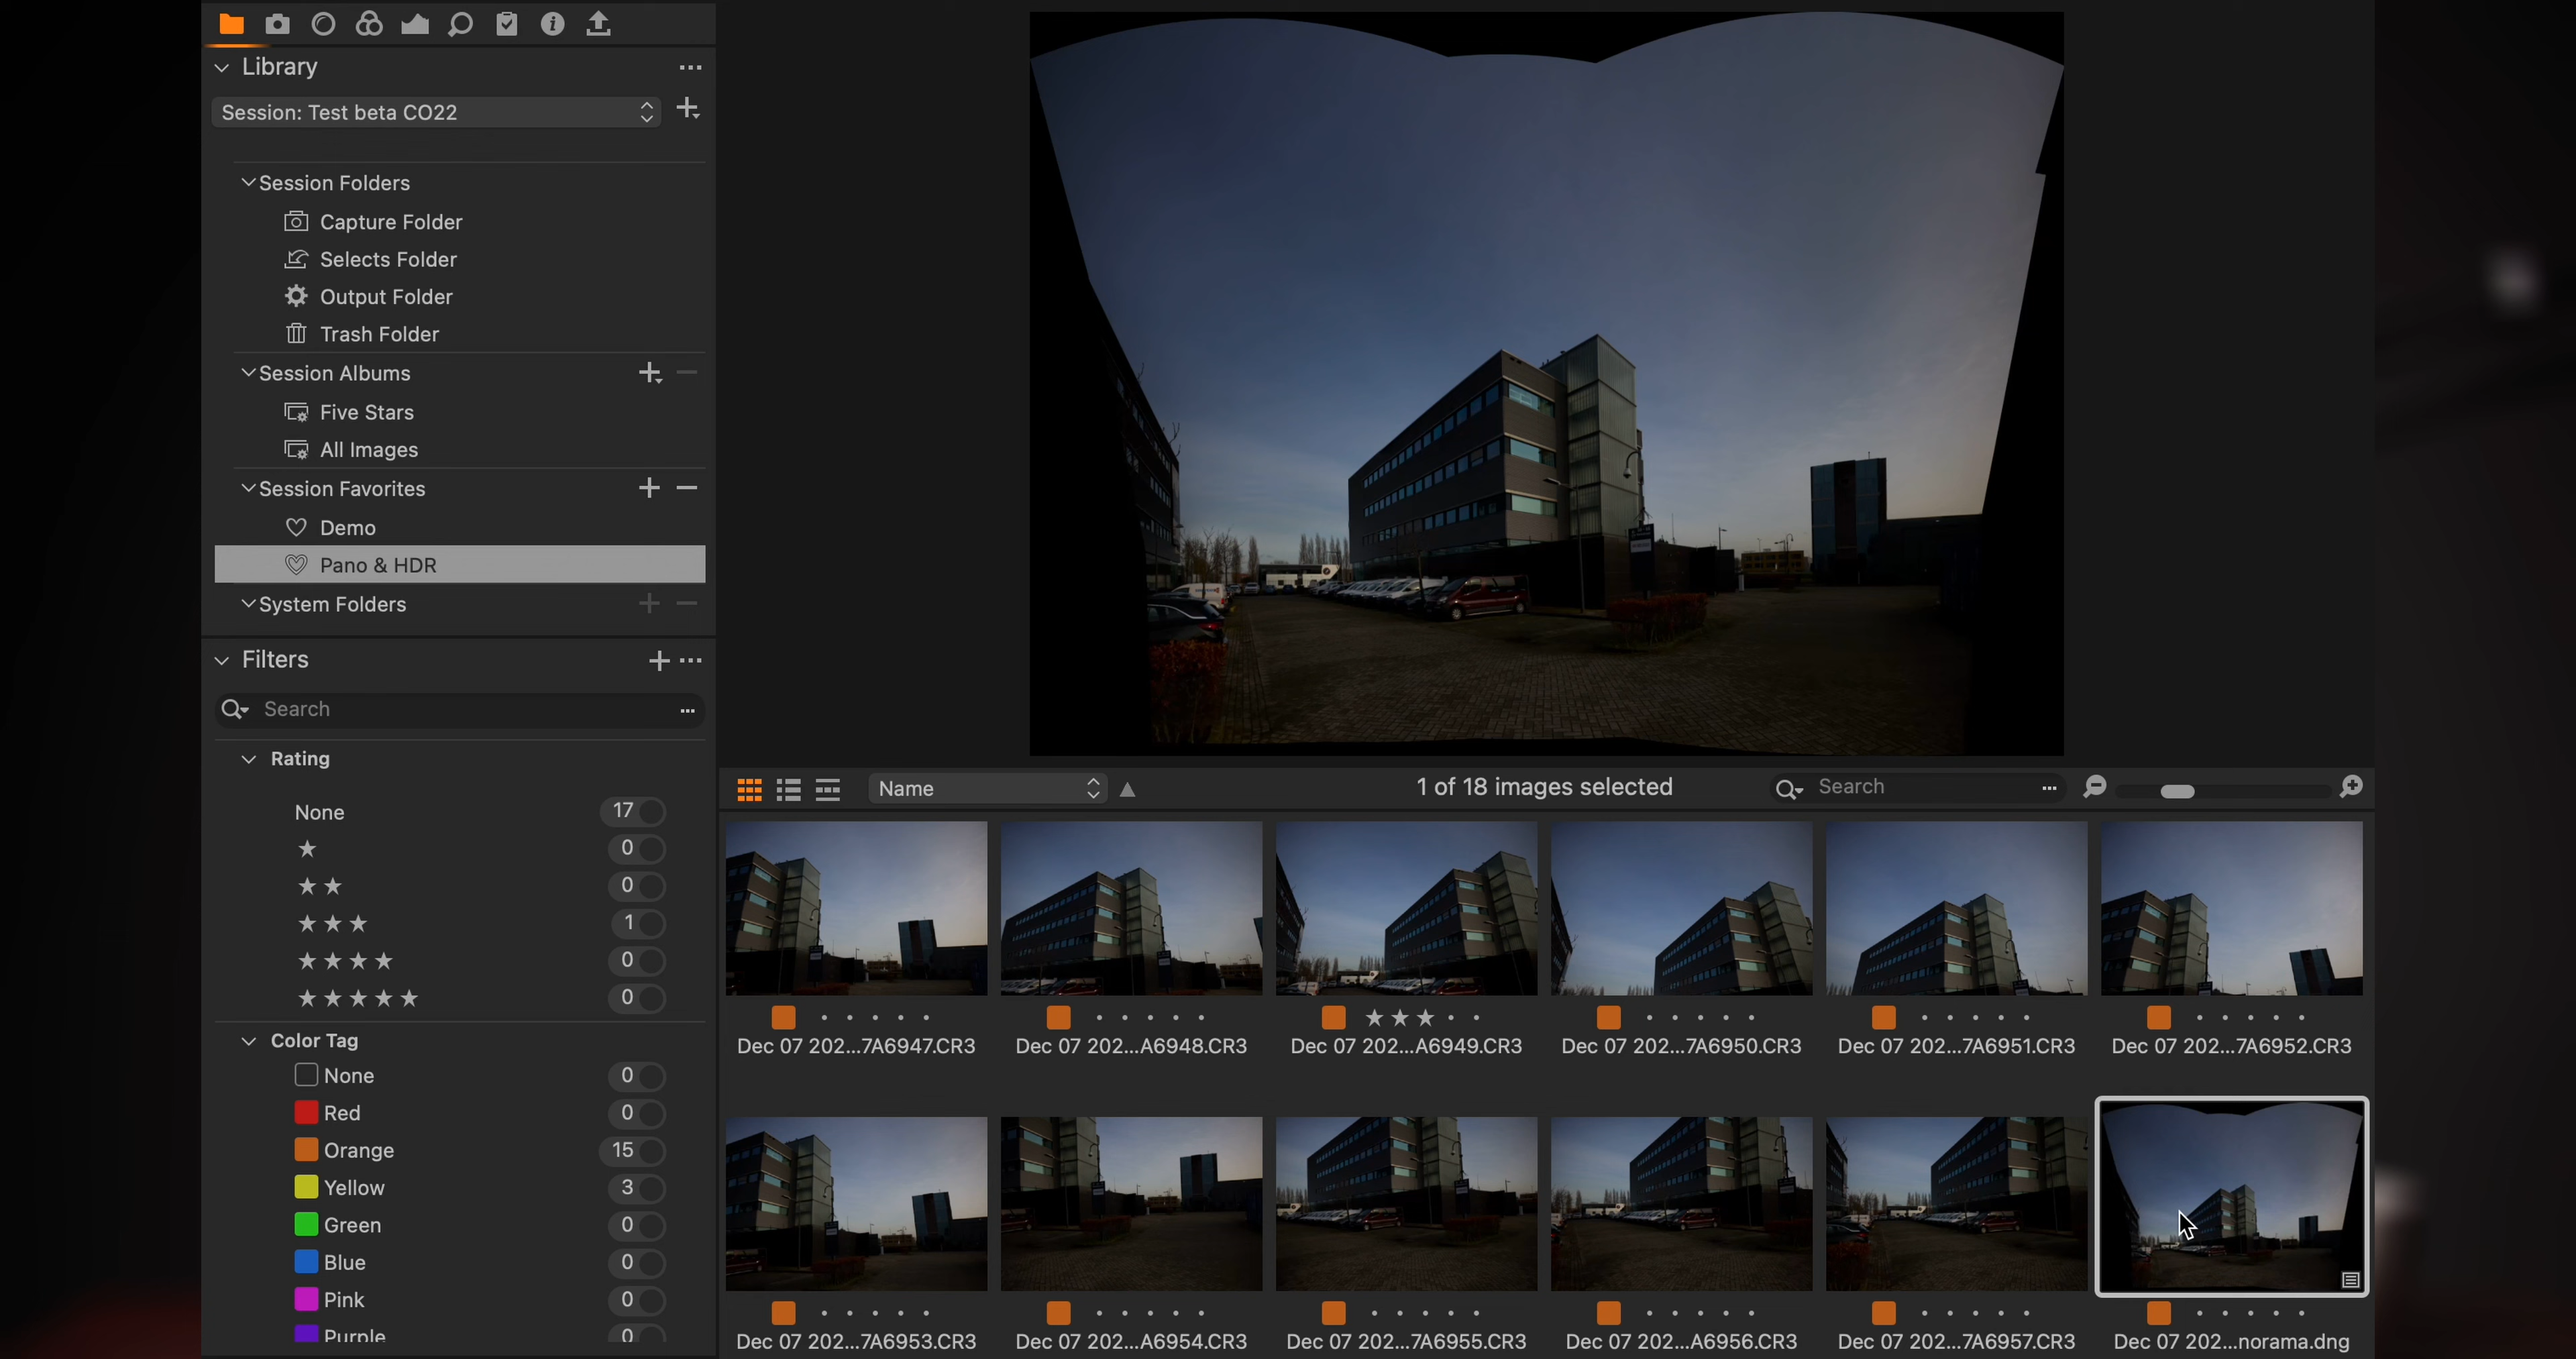 Library
Session: Test beta CO22
Session Folders
Capture Folder
Selects Folder
Output Folder
Trash Folder
Session Albums
Five Stars
All Images
Session Favorites
Demo
Pano & HDR
System Folders
Filters
Search
Rating
None 17
★ 0
★★ 0
★★★ 1
★★★★ 0
★★★★★ 0
Color Tag
None 0
Red 0
Orange 15
Yellow 3
Green 0
Blue 0
Pink 0
Purple 0
Name 1 of 18 images selected Search
Dec 07 202...7A6947.CR3 Dec 07 202...A6948.CR3 Dec 07 202...A6949.CR3 Dec 07 202...7A6950.CR3 Dec 07 202...7A6951.CR3 Dec 07 202...7A6952.CR3
Dec 07 202...7A6953.CR3 Dec 07 202...A6954.CR3 Dec 07 202...7A6955.CR3 Dec 07 202...A6956.CR3 Dec 07 202...7A6957.CR3 Dec 07 202...norama.dng